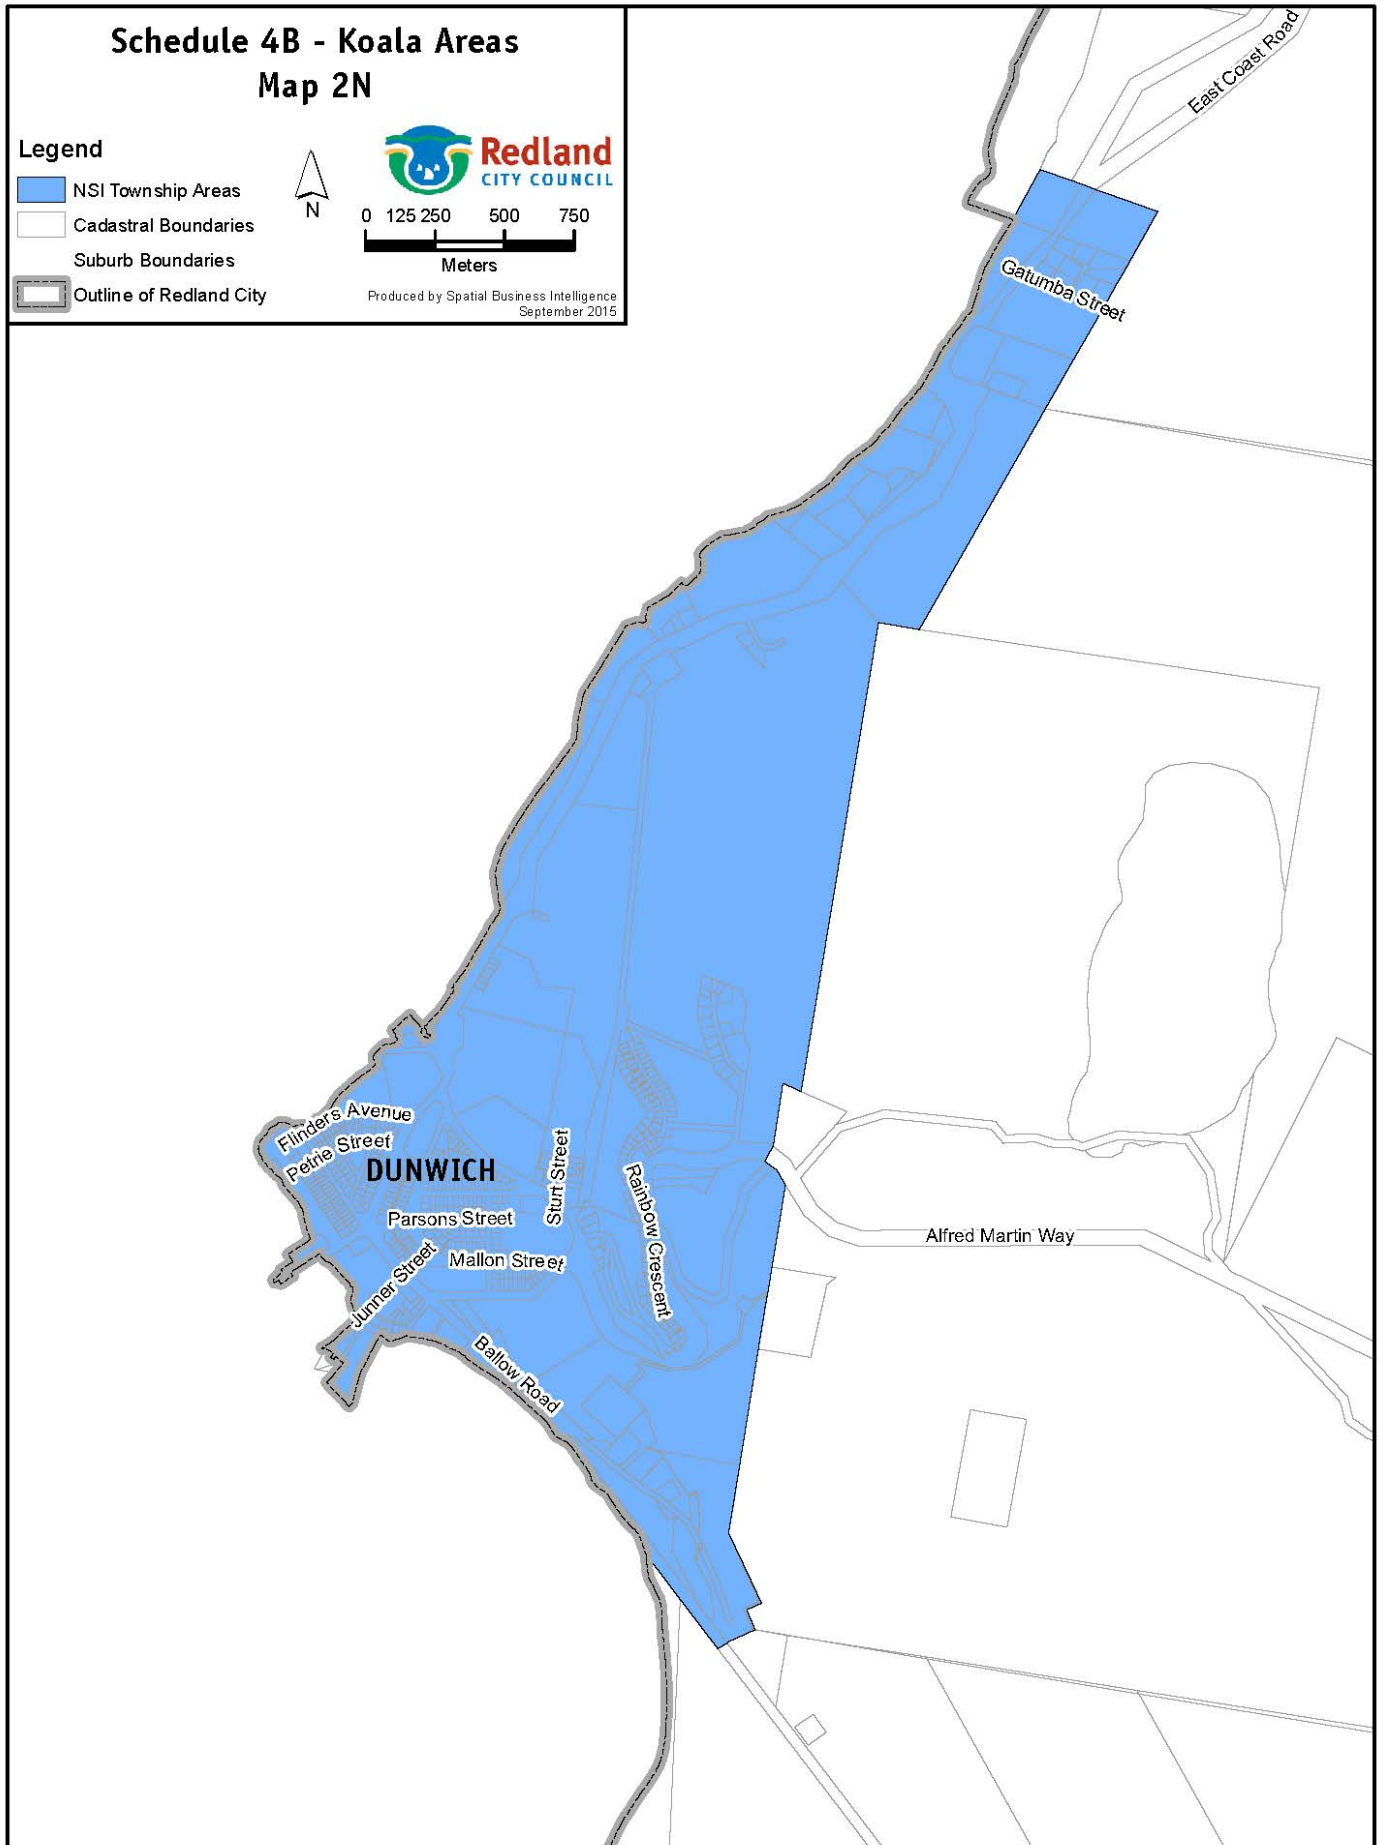 Schedule 4B - Koala Areas
Map 2N
Legend
NSI Township Areas
Cadastral Boundaries
Suburb Boundaries
Outline of Redland City
N
Redland
CITY COUNCIL
0 125 250 500 750
Meters
Produced by Spatial Business Intelligence
September 2015
East Coast Road
Gatumba Street
Flinders Avenue
Petrie Street
DUNWICH
Sturt Street
Rainbow Crescent
Parsons Street
Mallon Street
Junner Street
Ballow Road
Alfred Martin Way